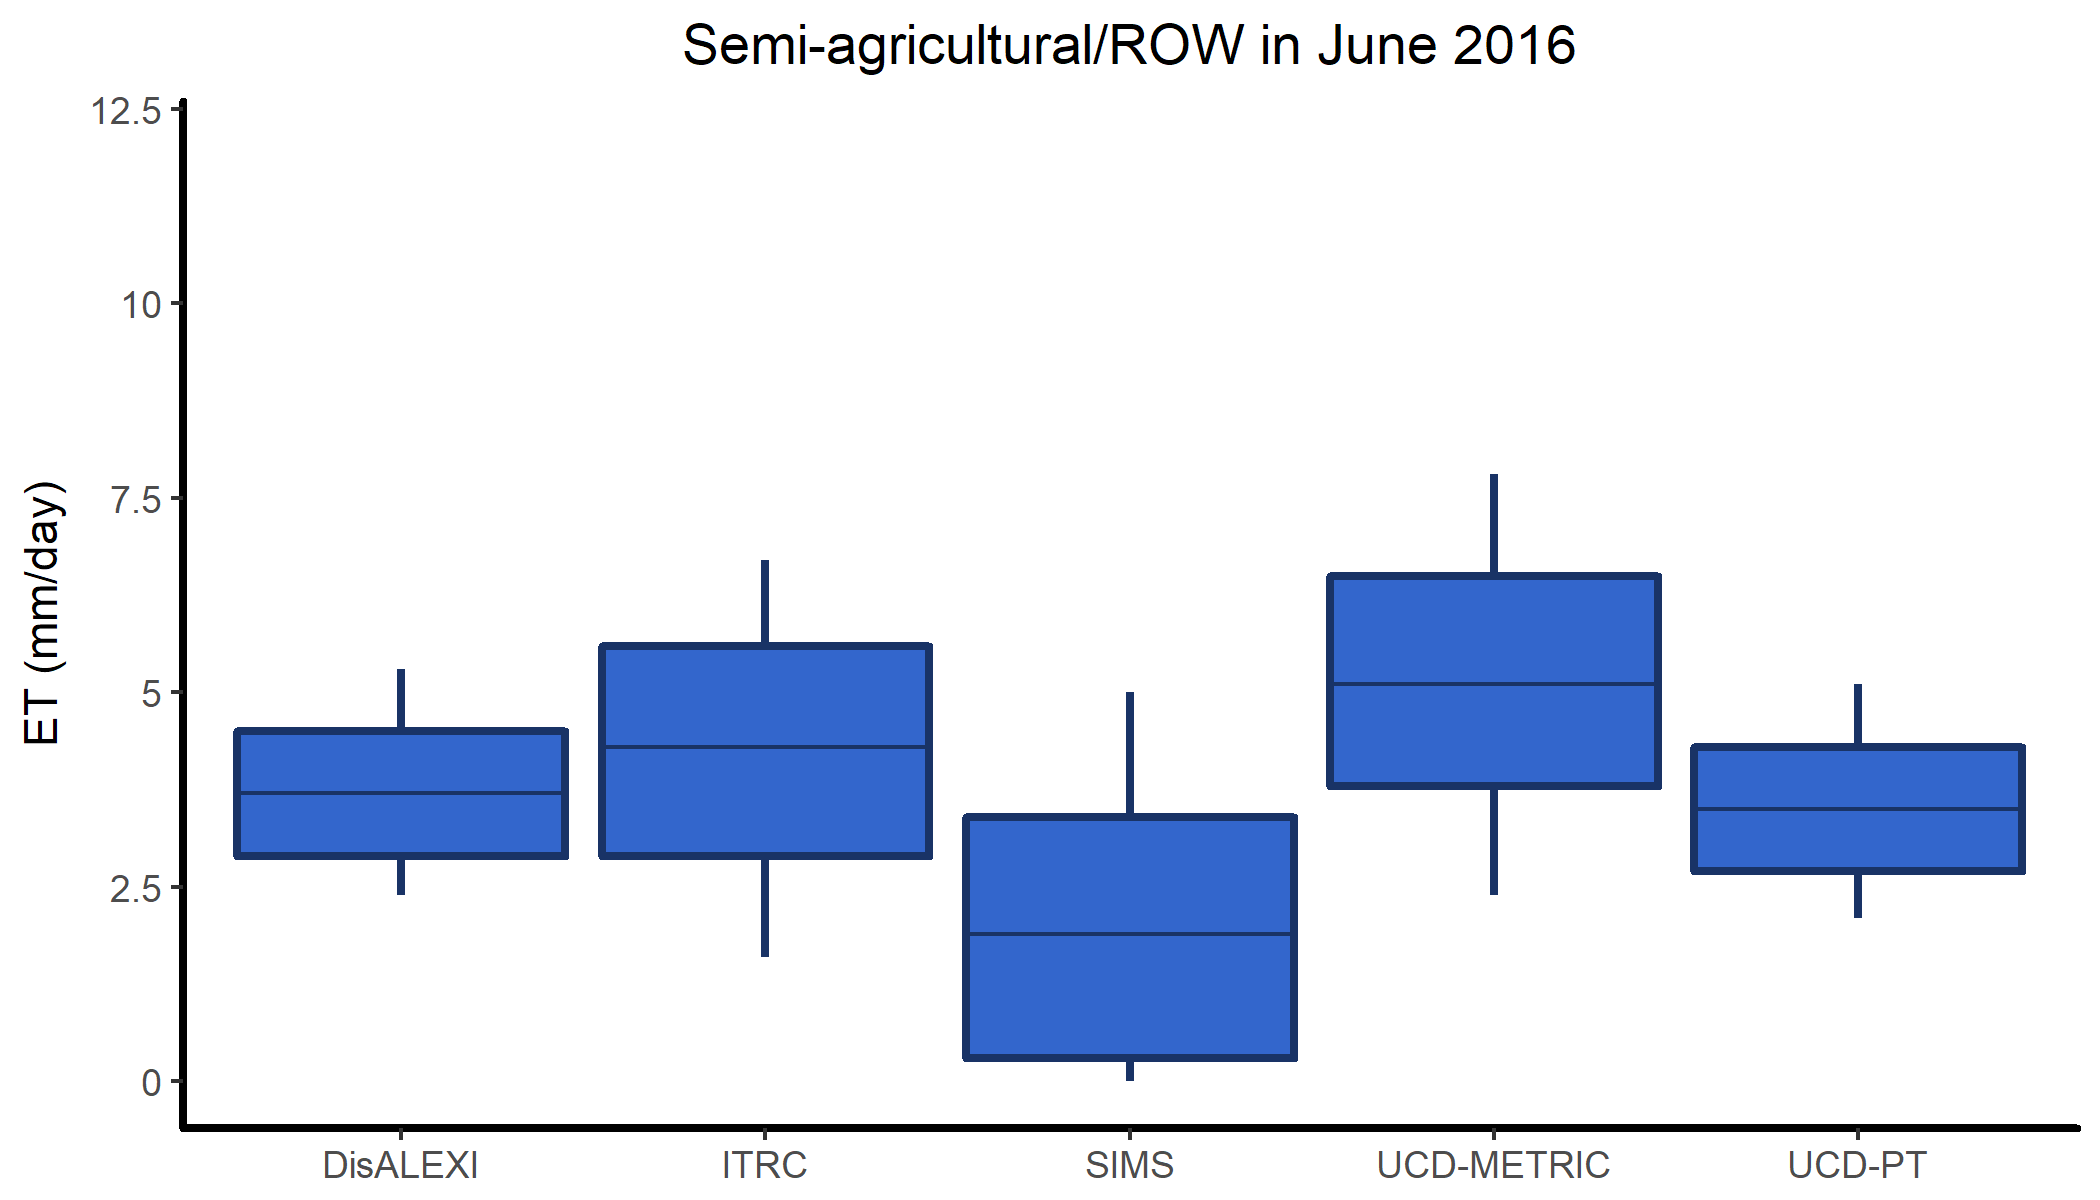 Semi-agricultural/ROW in June 2016
ET (mm/day)
12.5
10
7.5
5
2.5
0
DisALEXI ITRC SIMS UCD-METRIC UCD-PT